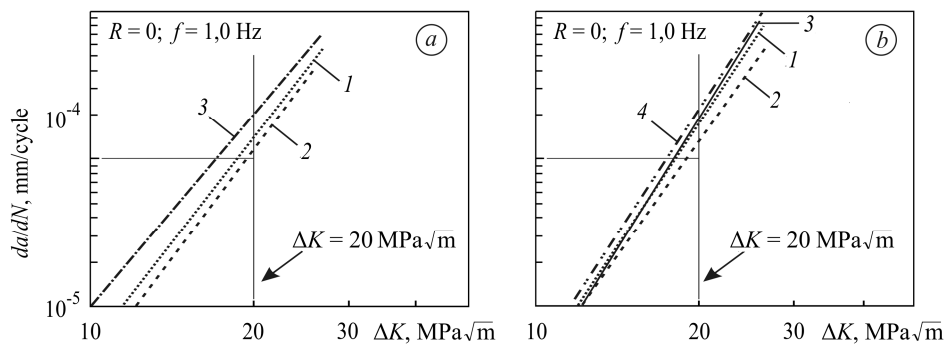 R = 0; f = 1,0 Hz
a
1
3
2
10⁻⁴
da/dN, mm/cycle
ΔK = 20 MPa√m
10⁻⁵
10
20
30
ΔK, MPa√m
R = 0; f = 1,0 Hz
b
3
1
2
4
ΔK = 20 MPa√m
10
20
30
ΔK, MPa√m